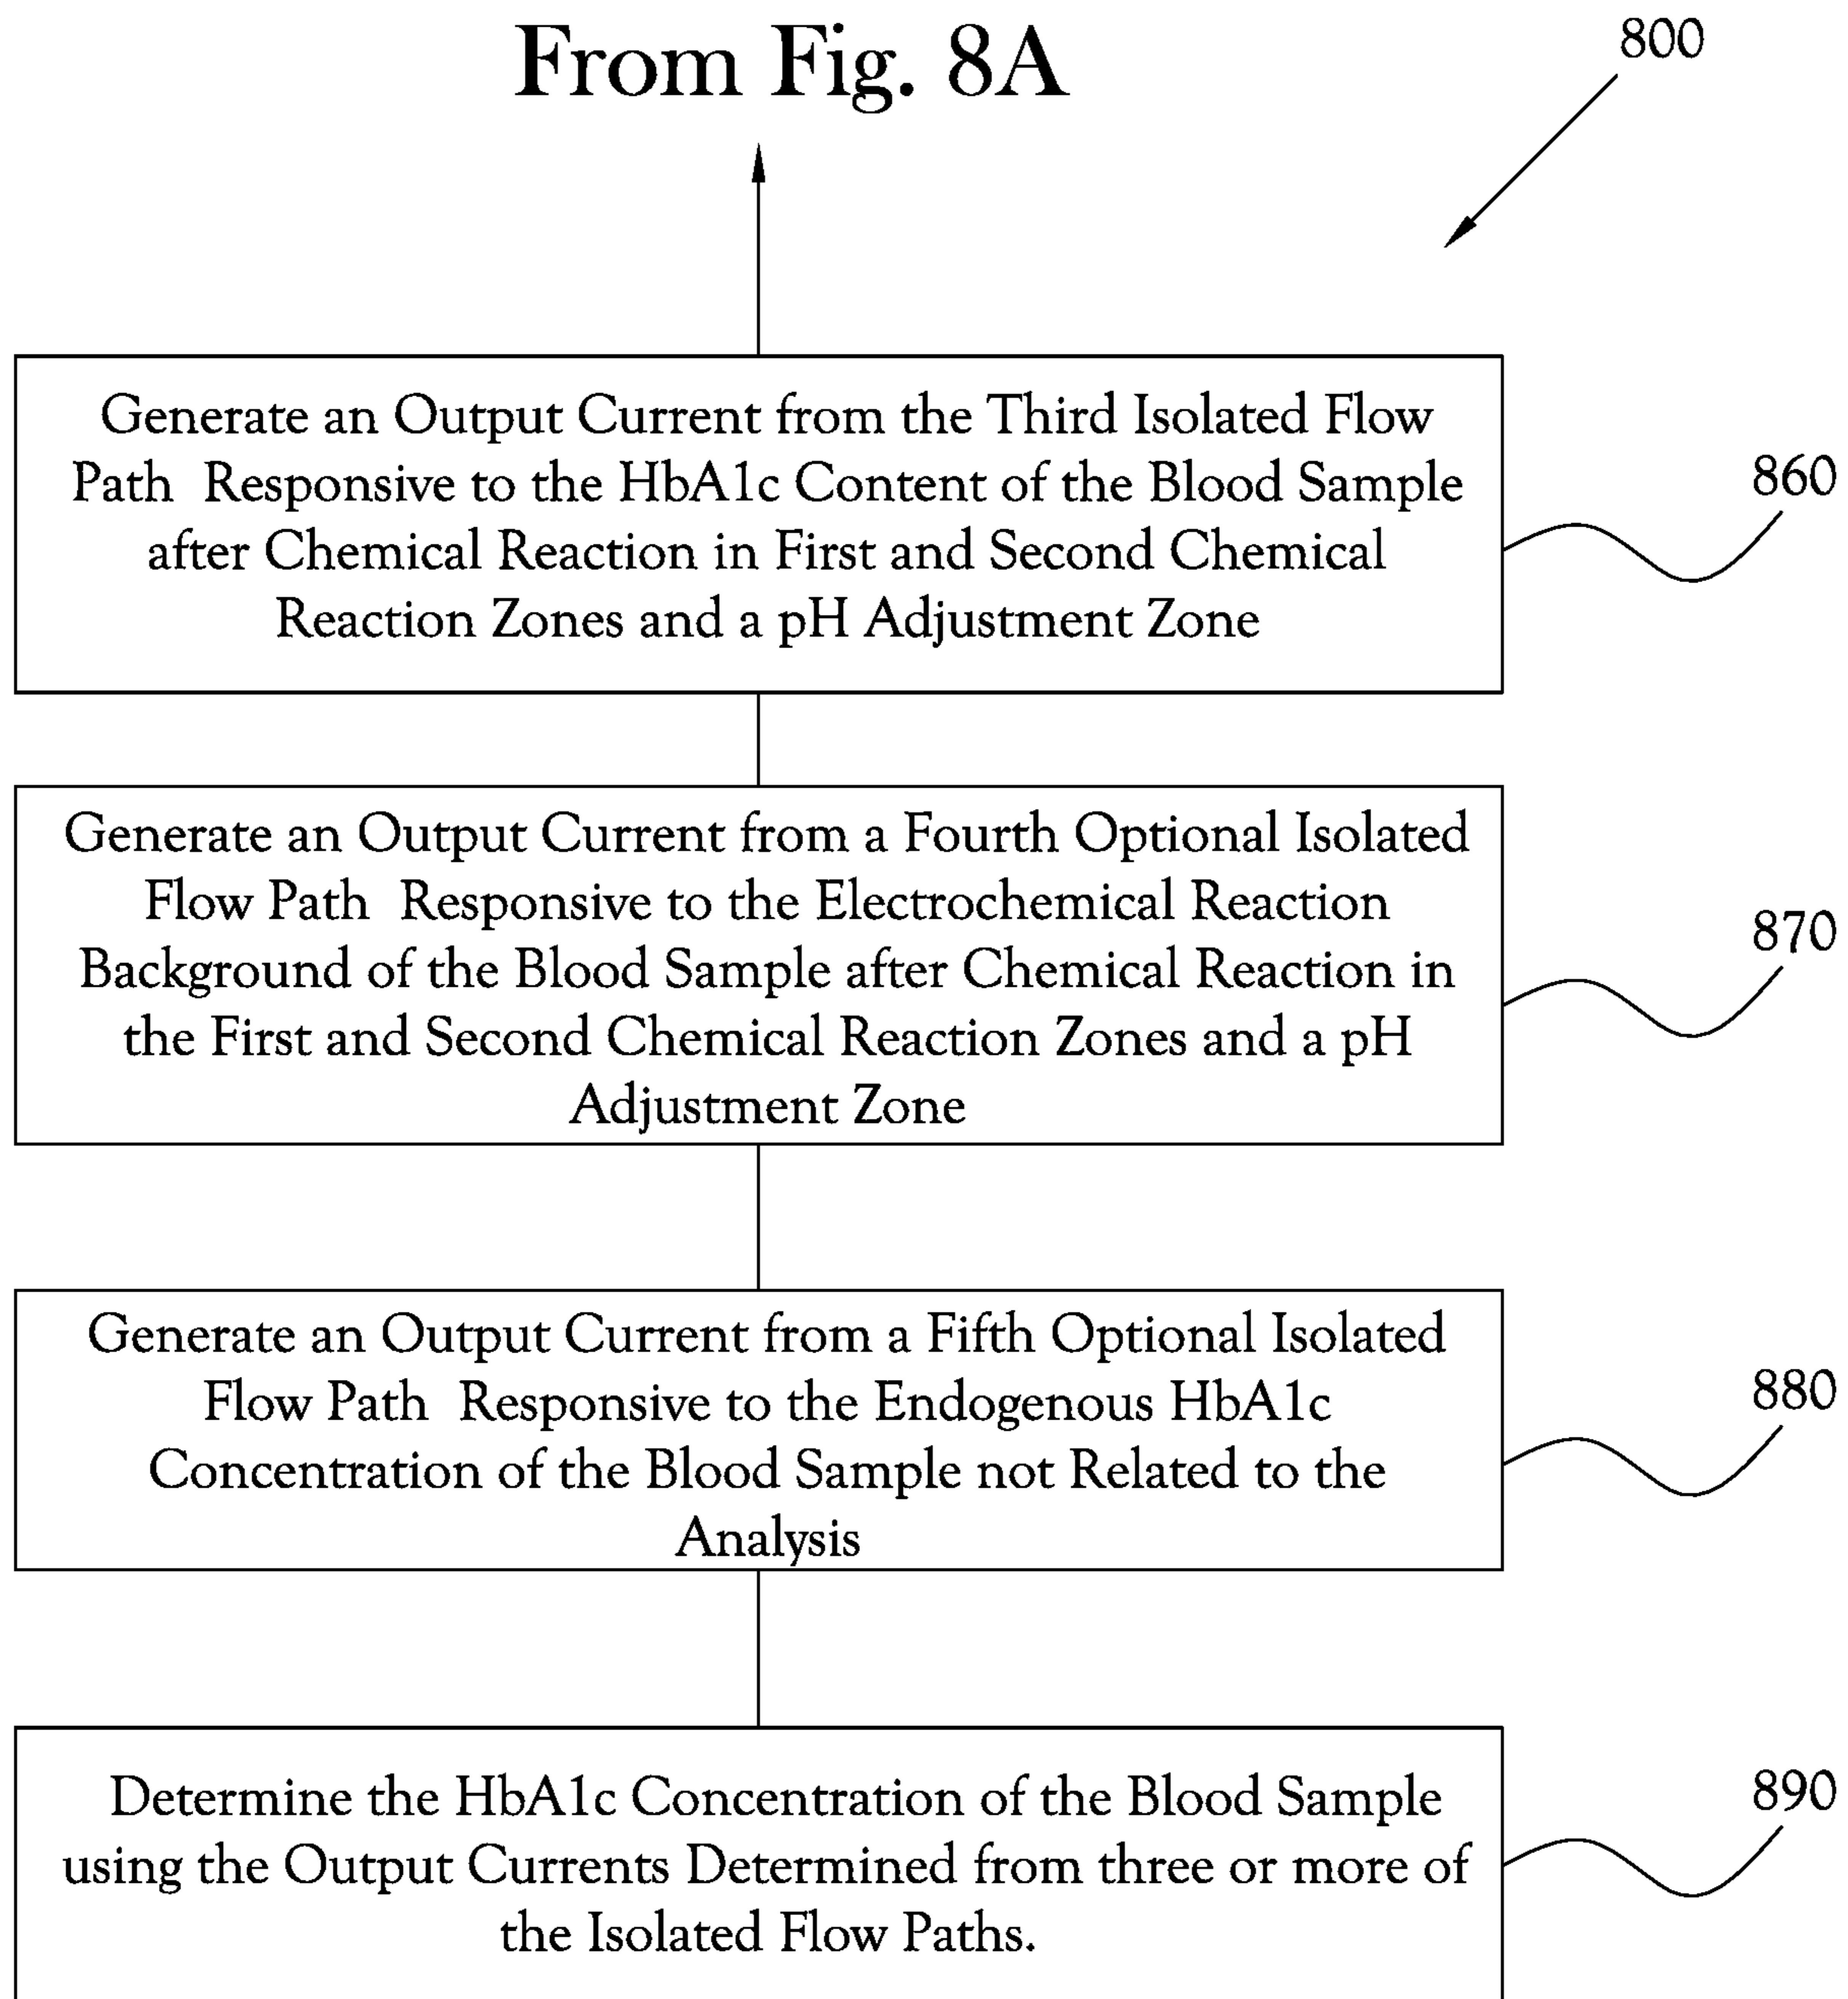 From Fig. 8A
800
Generate an Output Current from the Third Isolated Flow
Path Responsive to the HbA1c Content of the Blood Sample
after Chemical Reaction in First and Second Chemical
Reaction Zones and a pH Adjustment Zone
860
Generate an Output Current from a Fourth Optional Isolated
Flow Path Responsive to the Electrochemical Reaction
Background of the Blood Sample after Chemical Reaction in
the First and Second Chemical Reaction Zones and a pH
Adjustment Zone
870
Generate an Output Current from a Fifth Optional Isolated
Flow Path Responsive to the Endogenous HbA1c
Concentration of the Blood Sample not Related to the
Analysis
880
Determine the HbA1c Concentration of the Blood Sample
using the Output Currents Determined from three or more of
the Isolated Flow Paths.
890